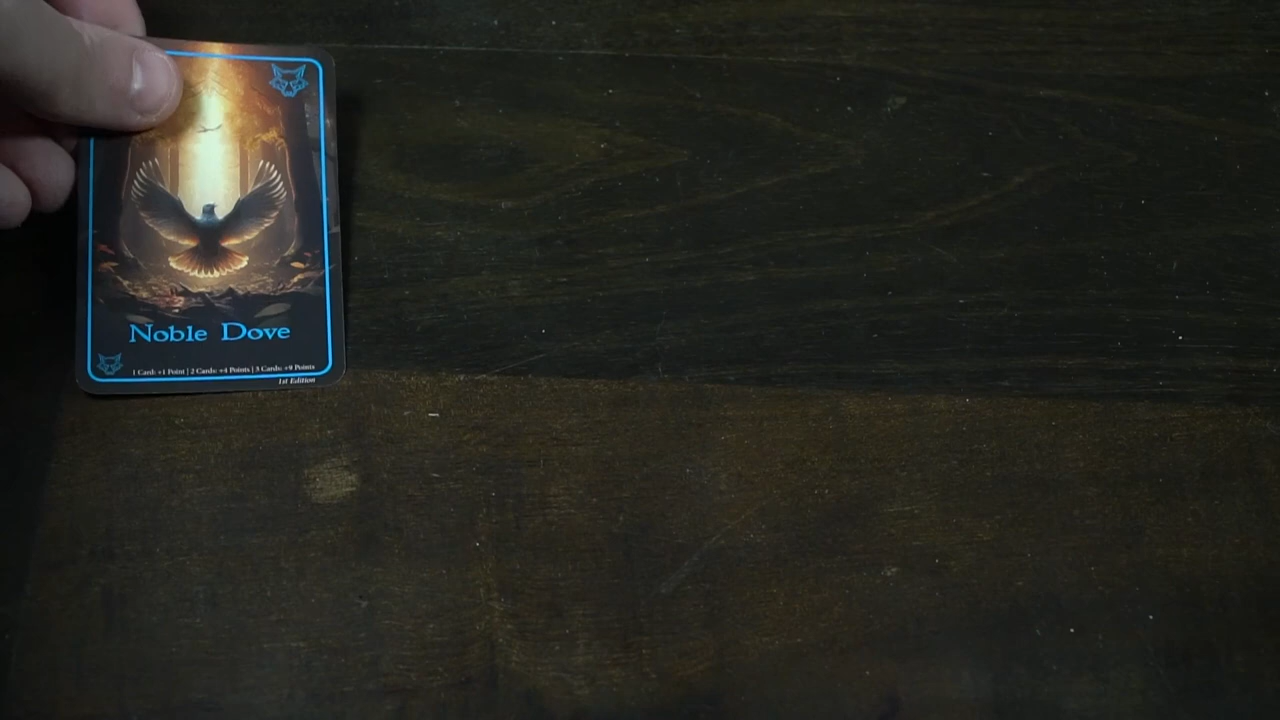 Noble Dove
1 Card: +1 Point | 2 Cards: +4 Points | 3 Cards: +9 Points
1st Edition